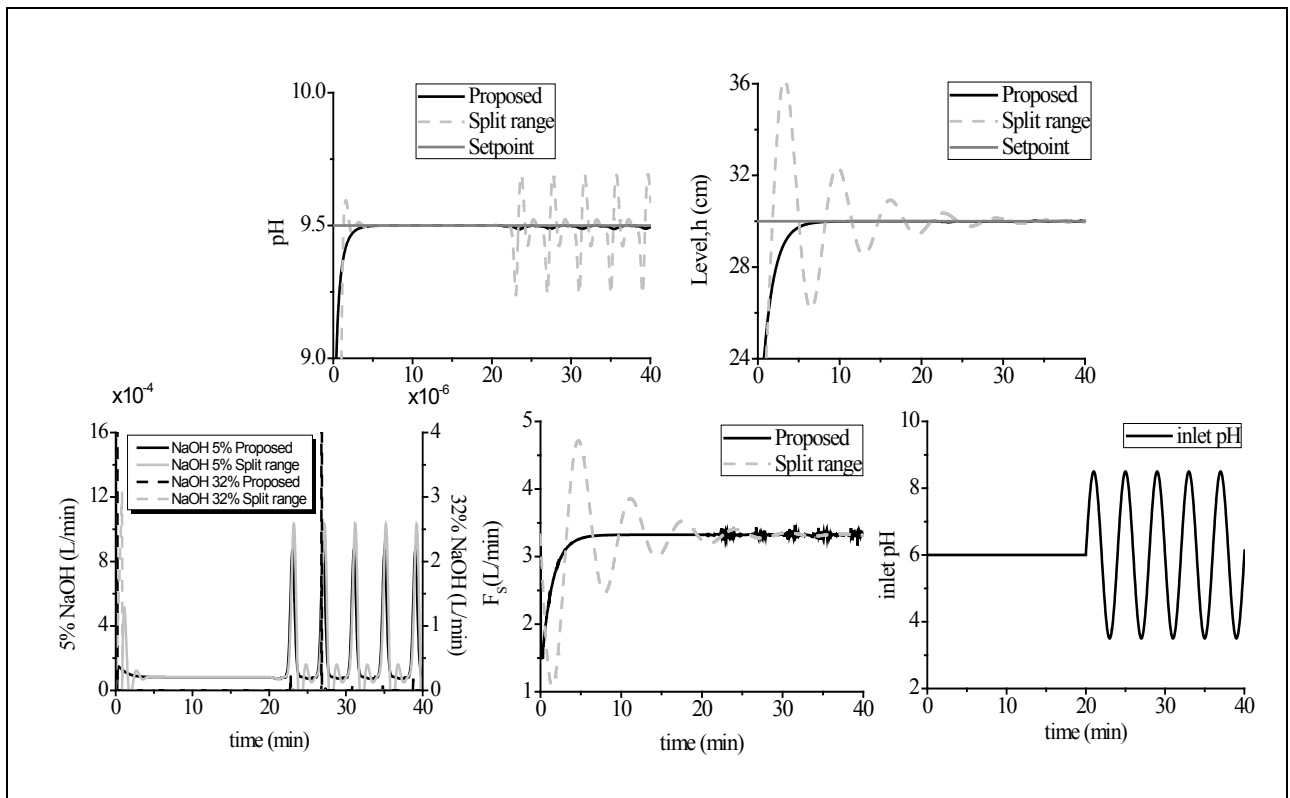 10.0
9.5
9.0
pH
Proposed
Split range
Setpoint
0 10 20 30 40
36
32
28
24
Level,h (cm)
Proposed
Split range
Setpoint
0 10 20 30 40
x10-4
x10-6
16
12
8
4
0
5% NaOH (L/min)
NaOH 5% Proposed
NaOH 5% Split range
NaOH 32% Proposed
NaOH 32% Split range
4
3
2
1
0
32% NaOH (L/min)
0 10 20 30 40
time (min)
5
4
3
2
1
FS(L/min)
Proposed
Split range
0 10 20 30 40
time (min)
10
8
6
4
2
inlet pH
inlet pH
0 10 20 30 40
time (min)